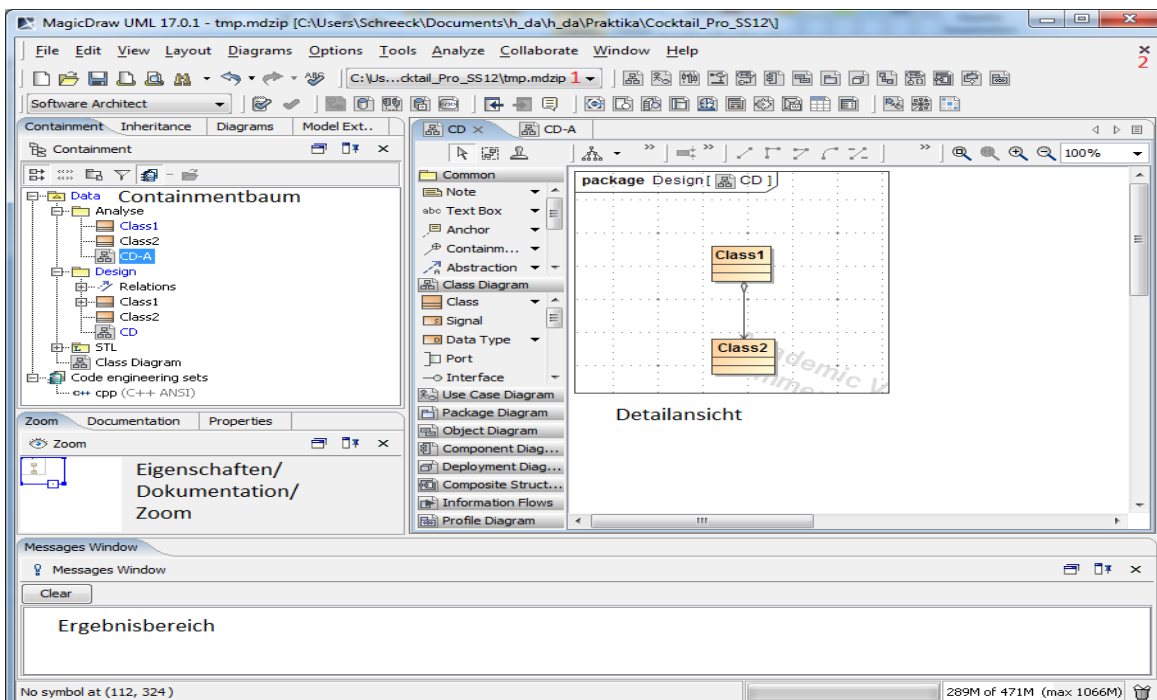 MagicDraw UML 17.0.1 - tmp.mdzip [C:\Users\Schreeck\Documents\h_da\h_da\Praktika\Cocktail_Pro_SS12\]
File Edit View Layout Diagrams Options Tools Analyze Collaborate Window Help
2
C:\Us...cktail_Pro_SS12\tmp.mdzip 1
Software Architect
Containment Inheritance Diagrams Model Ext..
CD CD-A
Containment
100%
Data Containmentbaum
Analyse
Class1
Class2
CD-A
Design
Relations
Class1
Class2
CD
STL
Class Diagram
Code engineering sets
C++ cpp (C++ ANSI)
Common
Note
abc Text Box
Anchor
Containm...
Abstraction
Class Diagram
Class
Signal
Data Type
Port
Interface
Use Case Diagram
Package Diagram
Object Diagram
Component Diag...
Deployment Diag...
Composite Struct...
Information Flows
Profile Diagram
package Design[ CD ]
Class1
Class2
Detailansicht
Zoom Documentation Properties
Zoom
Eigenschaften/
Dokumentation/
Zoom
Messages Window
Messages Window
Clear
Ergebnisbereich
No symbol at (112, 324)
289M of 471M (max 1066M)